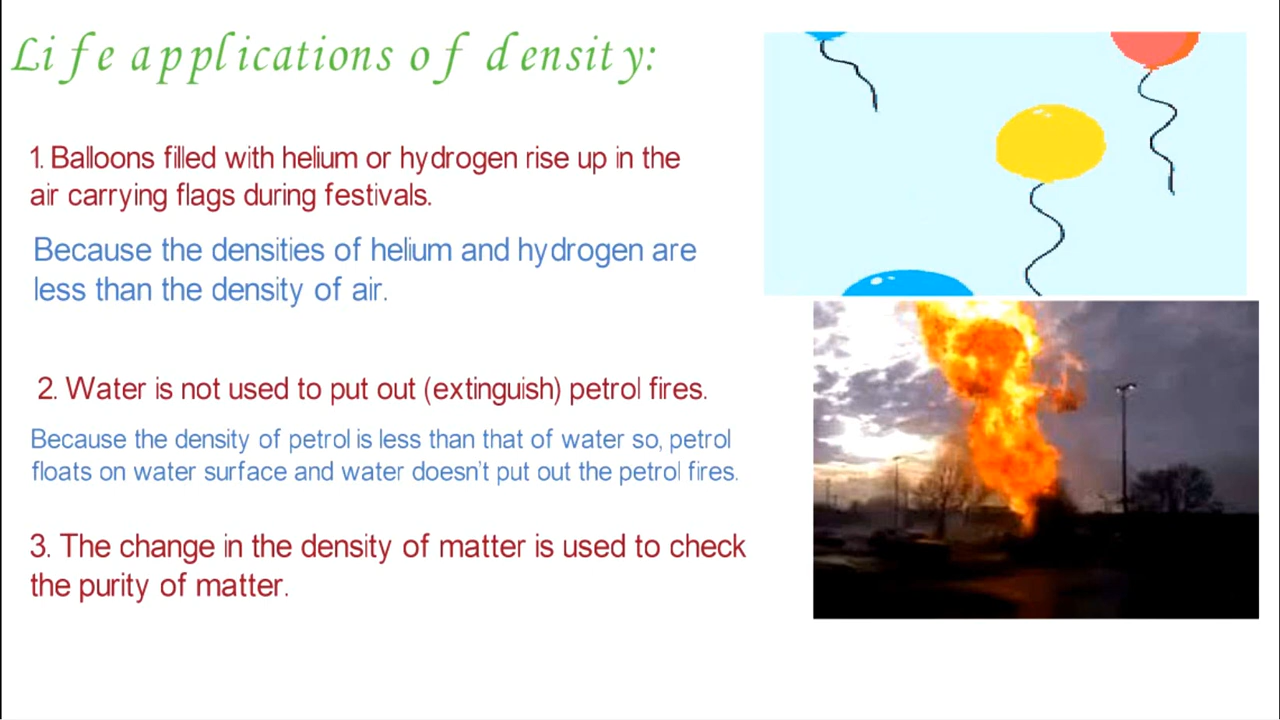 Life applications of density:
1. Balloons filled with helium or hydrogen rise up in the
air carrying flags during festivals.
Because the densities of helium and hydrogen are
less than the density of air.
2. Water is not used to put out (extinguish) petrol fires.
Because the density of petrol is less than that of water so, petrol
floats on water surface and water doesn't put out the petrol fires.
3. The change in the density of matter is used to check
the purity of matter.